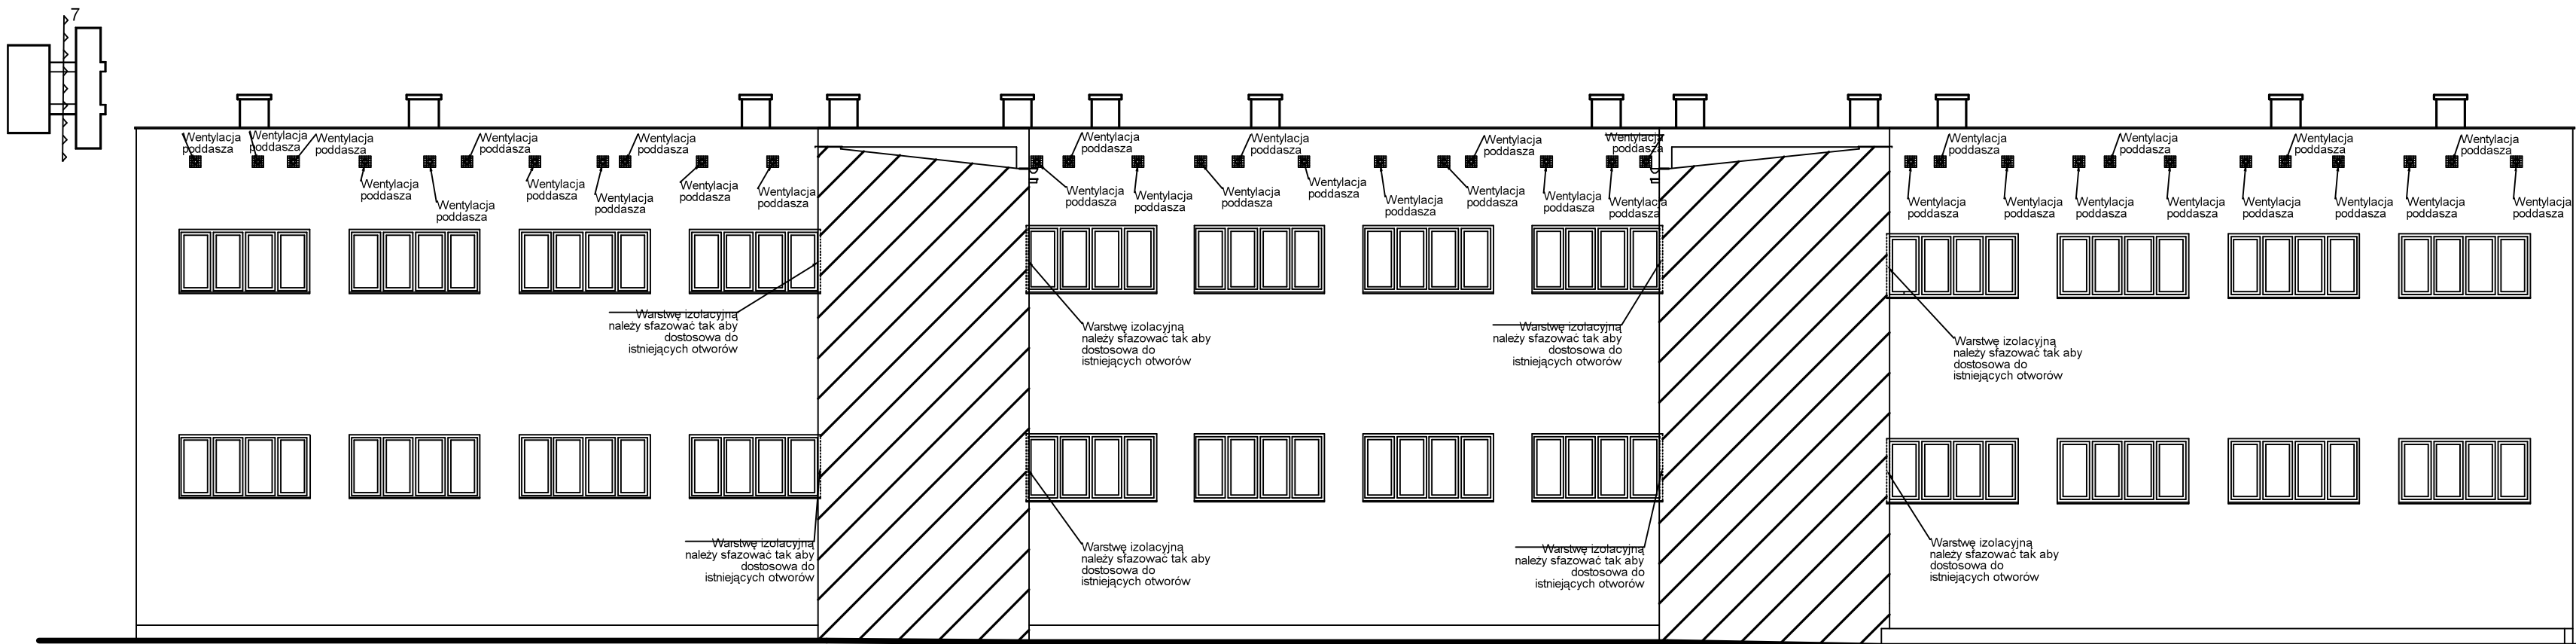 7
Wentylacja
poddasza
Wentylacja
poddasza
Wentylacja
poddasza
Wentylacja
poddasza
Wentylacja
poddasza
Wentylacja
poddasza
Wentylacja
poddasza
Wentylacja
poddasza
Wentylacja
poddasza
Wentylacja
poddasza
Wentylacja
poddasza
Wentylacja
poddasza
Wentylacja
poddasza
Wentylacja
poddasza
Wentylacja
poddasza
Wentylacja
poddasza
Wentylacja
poddasza
Wentylacja
poddasza
Wentylacja
poddasza
Wentylacja
poddasza
Wentylacja
poddasza
Wentylacja
poddasza
Wentylacja
poddasza
Wentylacja
poddasza
Wentylacja
poddasza
Wentylacja
poddasza
Wentylacja
poddasza
Wentylacja
poddasza
Wentylacja
poddasza
Wentylacja
poddasza
Wentylacja
poddasza
Wentylacja
poddasza
Wentylacja
poddasza
Wentylacja
poddasza
Wentylacja
poddasza
Warstwę izolacyjną
należy sfazować tak aby
dostosowa do
istniejących otworów
Warstwę izolacyjną
należy sfazować tak aby
dostosowa do
istniejących otworów
Warstwę izolacyjną
należy sfazować tak aby
dostosowa do
istniejących otworów
Warstwę izolacyjną
należy sfazować tak aby
dostosowa do
istniejących otworów
Warstwę izolacyjną
należy sfazować tak aby
dostosowa do
istniejących otworów
Warstwę izolacyjną
należy sfazować tak aby
dostosowa do
istniejących otworów
Warstwę izolacyjną
należy sfazować tak aby
dostosowa do
istniejących otworów
Warstwę izolacyjną
należy sfazować tak aby
dostosowa do
istniejących otworów